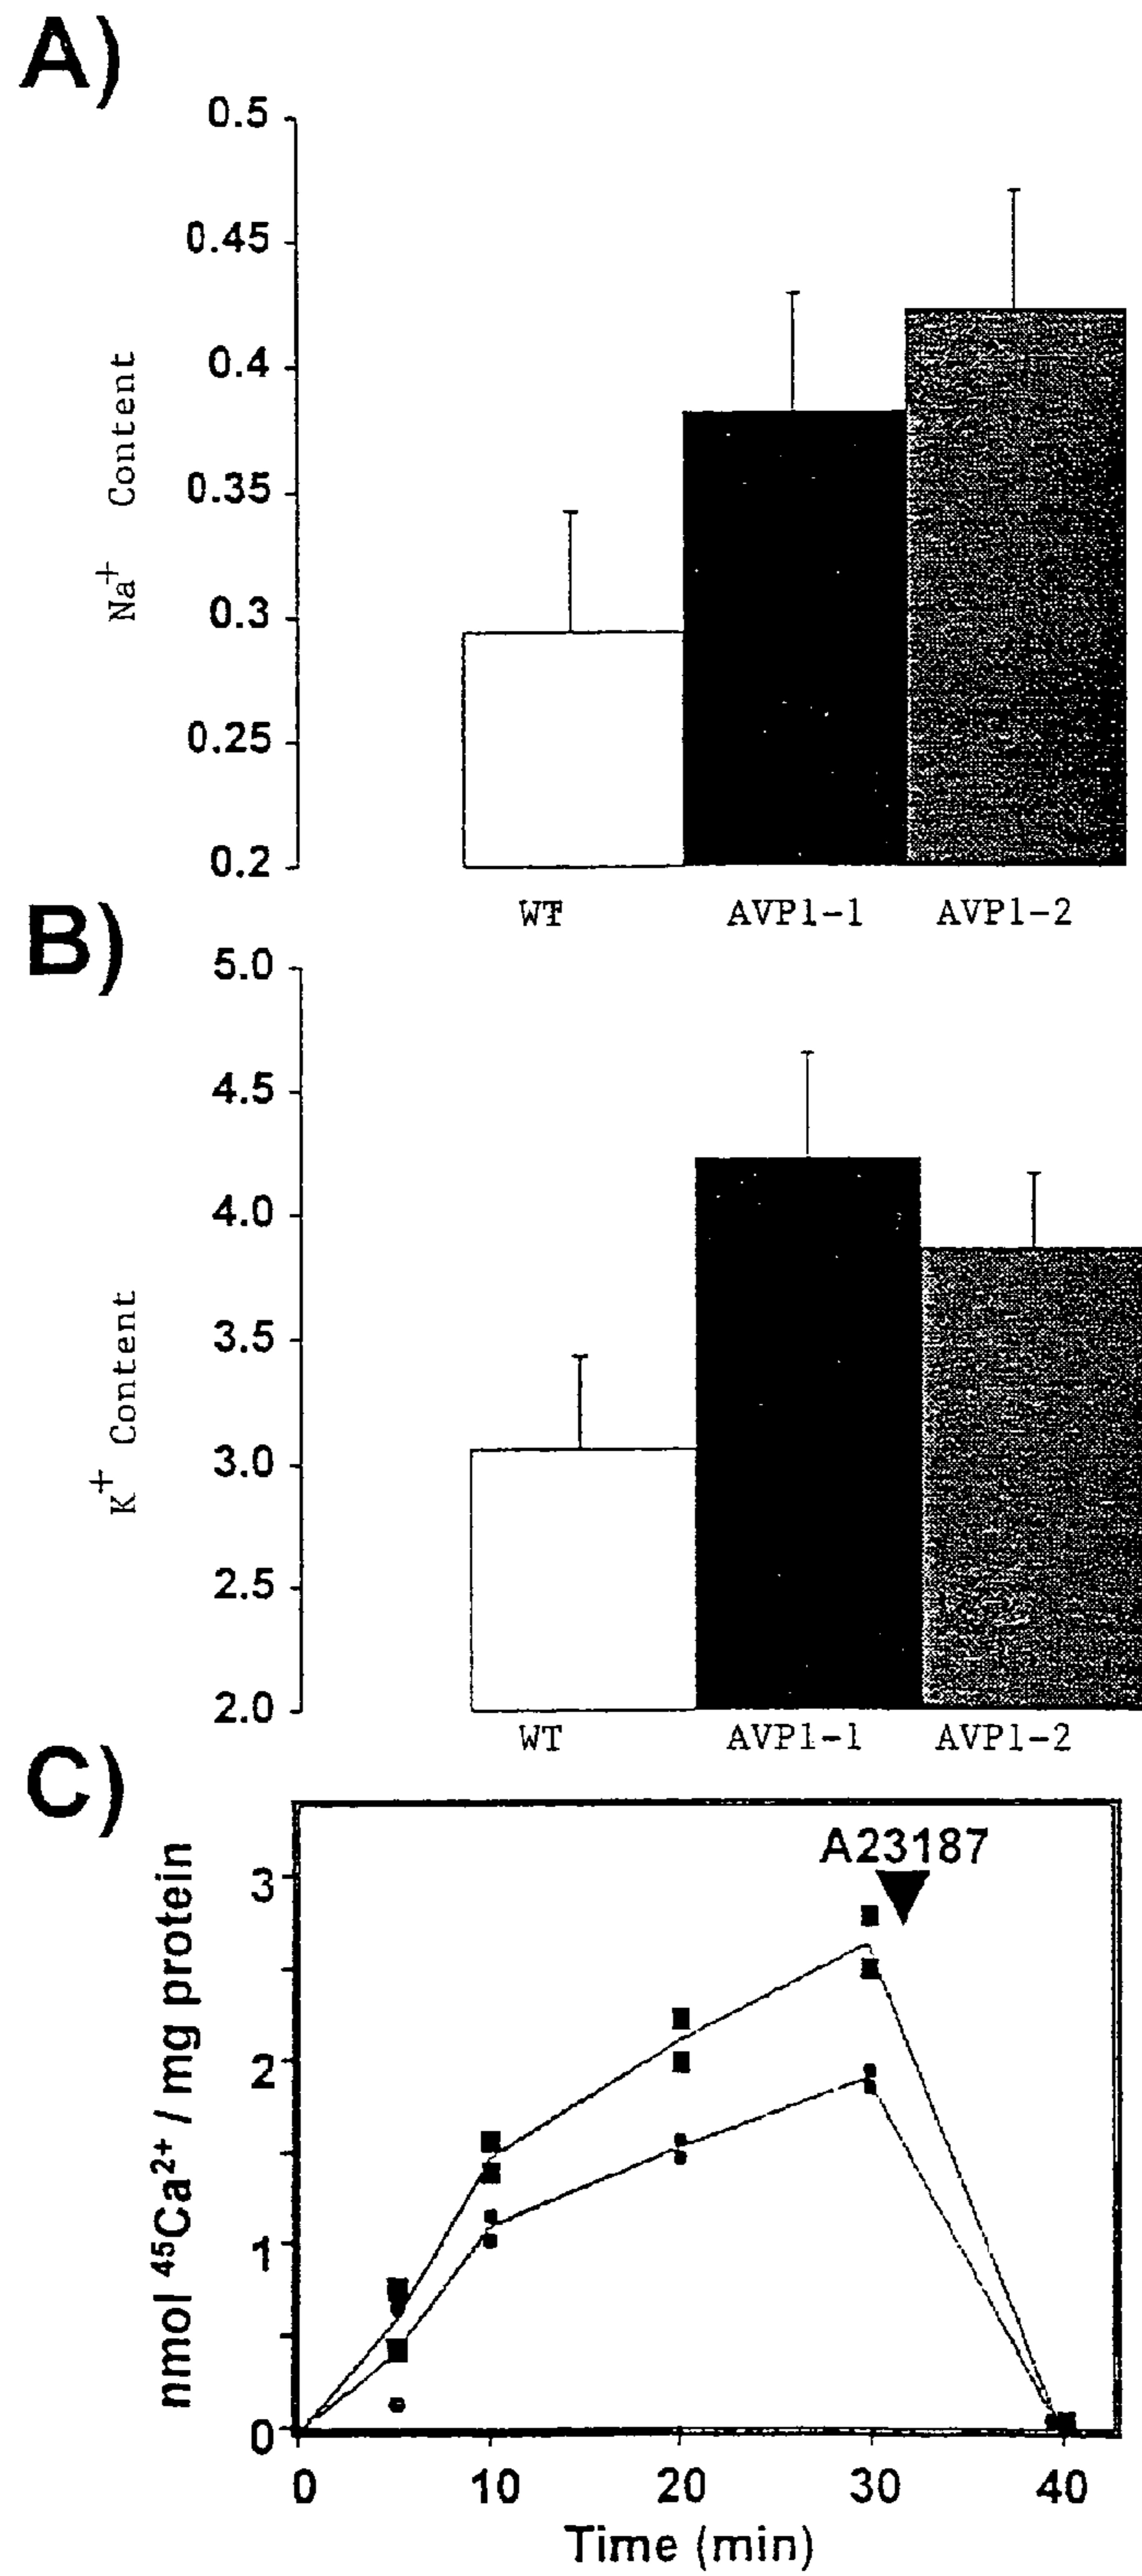 A)
0.5
0.45
0.4
0.35
0.3
0.25
0.2
Na+ Content
WT AVP1-1 AVP1-2
B)
5.0
4.5
4.0
3.5
3.0
2.5
2.0
K+ Content
WT AVP1-1 AVP1-2
C)
A23187
3
2
1
0
nmol 45Ca2+ / mg protein
0 10 20 30 40
Time (min)